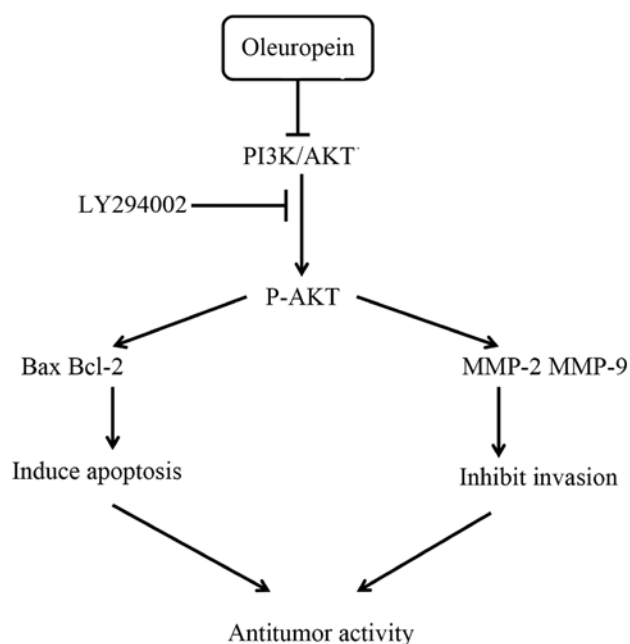 Oleuropein
PI3K/AKT
LY294002
P-AKT
Bax Bcl-2
MMP-2 MMP-9
Induce apoptosis
Inhibit invasion
Antitumor activity